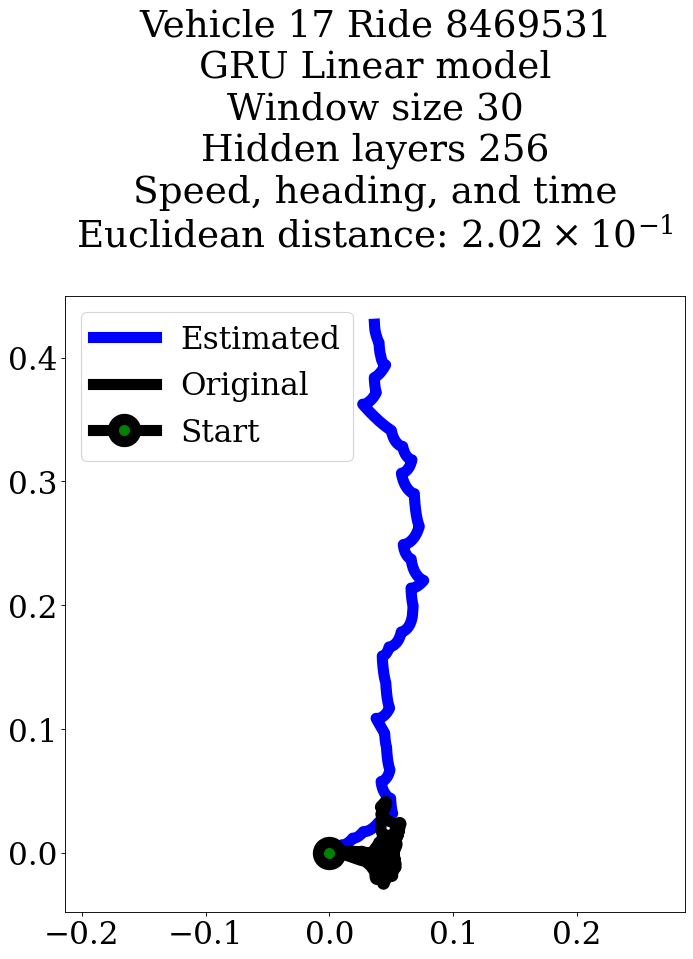 Vehicle 17 Ride 8469531
GRU Linear model
Window size 30
Hidden layers 256
Speed, heading, and time
Euclidean distance: 2.02 × 10⁻¹
Estimated
Original
Start
0.4
0.3
0.2
0.1
0.0
−0.2 −0.1 0.0 0.1 0.2